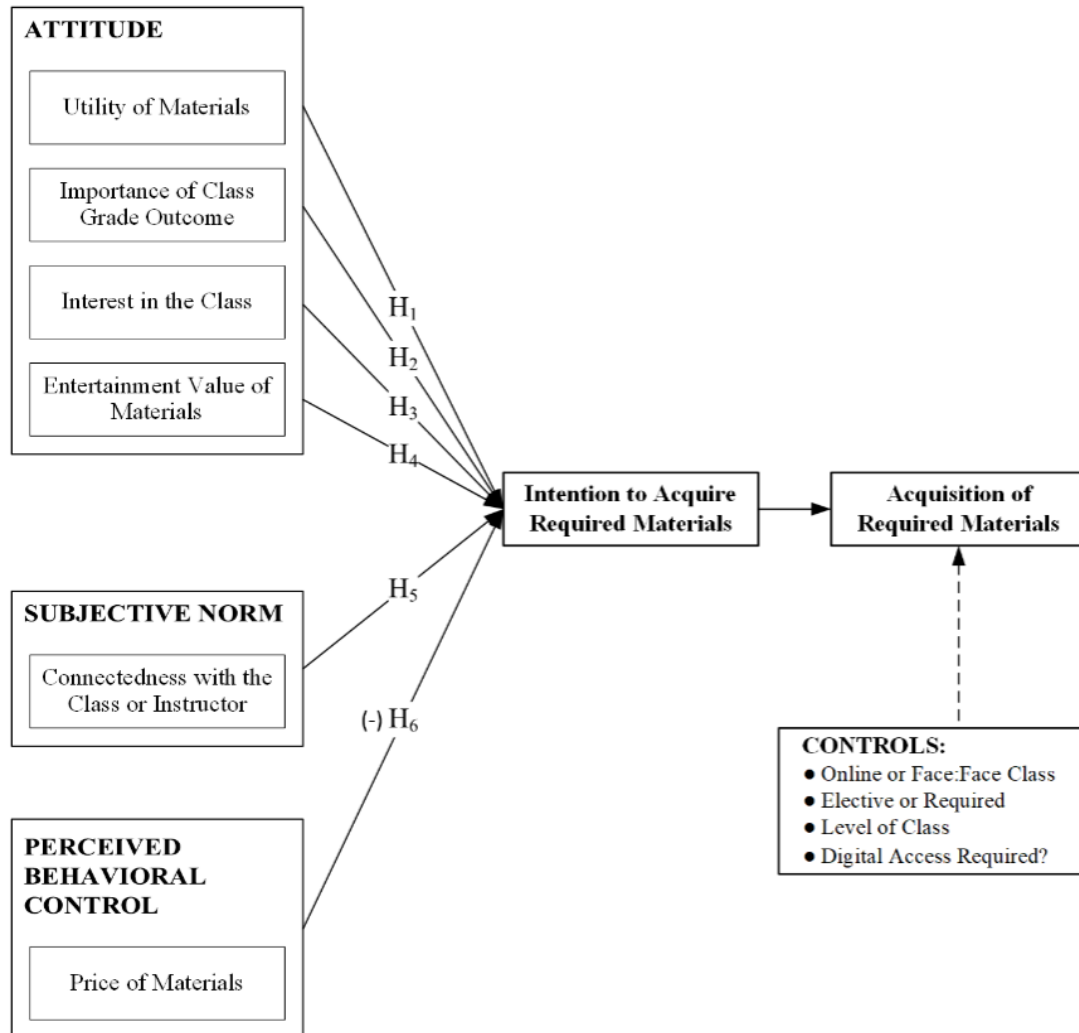 ATTITUDE
Utility of Materials
Importance of Class
Grade Outcome
Interest in the Class
Entertainment Value of
Materials
H1
H2
H3
H4
Intention to Acquire
Required Materials
Acquisition of
Required Materials
H5
SUBJECTIVE NORM
Connectedness with the
Class or Instructor
(-) H6
CONTROLS:
● Online or Face:Face Class
● Elective or Required
● Level of Class
● Digital Access Required?
PERCEIVED
BEHAVIORAL
CONTROL
Price of Materials